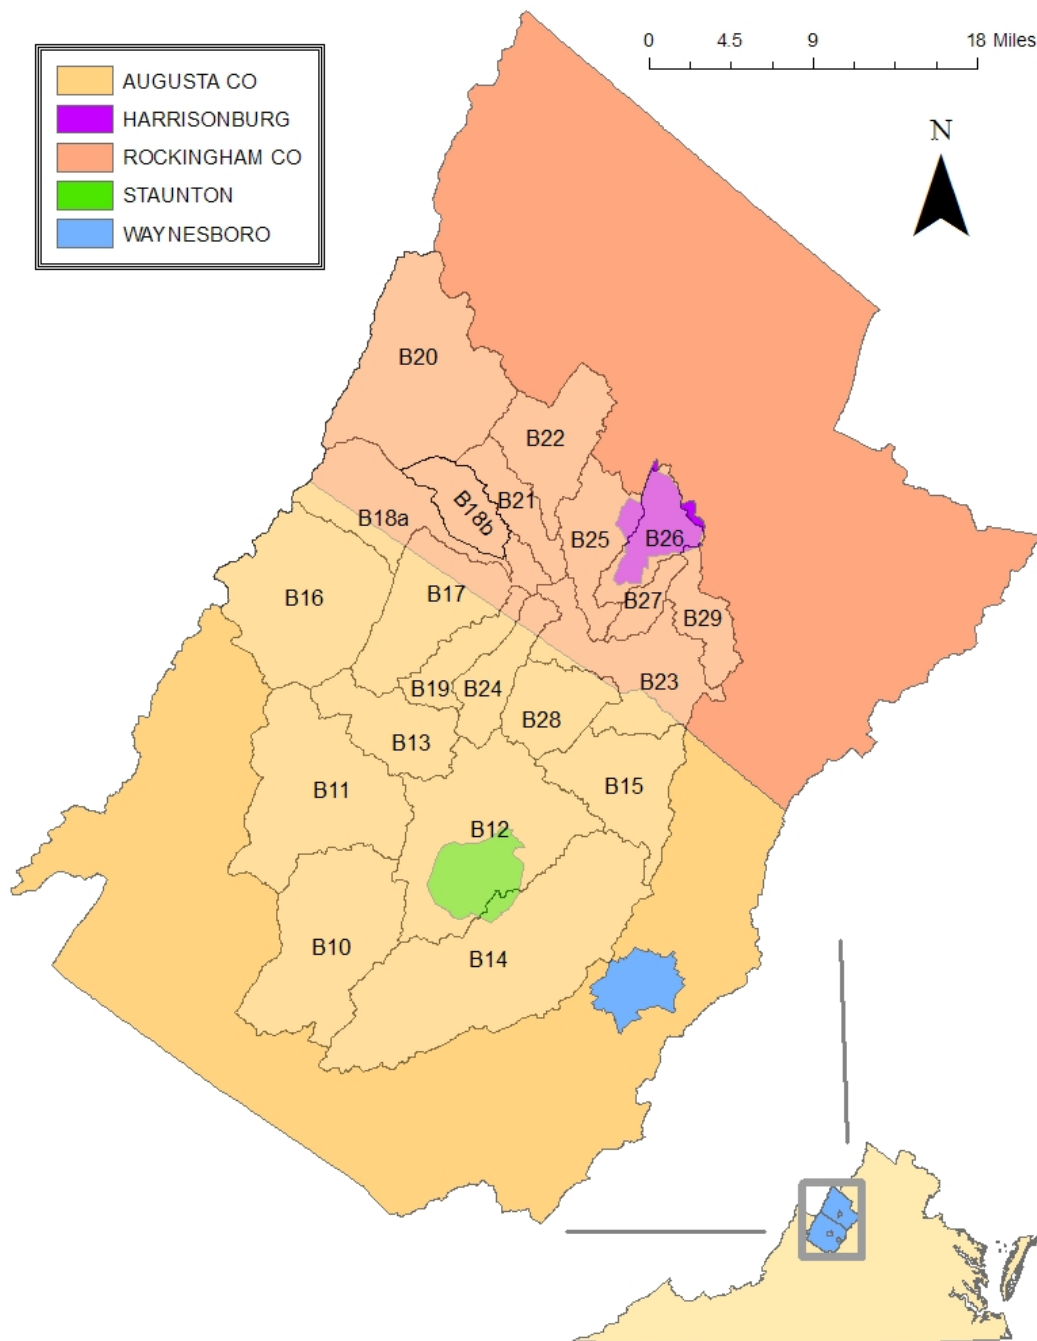 0 4.5 9 18 Miles
AUGUSTA CO
HARRISONBURG
ROCKINGHAM CO
STAUNTON
WAYNESBORO
N
B20
B22
B21
B18b
B18a
B25
B26
B16
B17
B27
B29
B19
B24
B23
B28
B13
B11
B15
B12
B10
B14